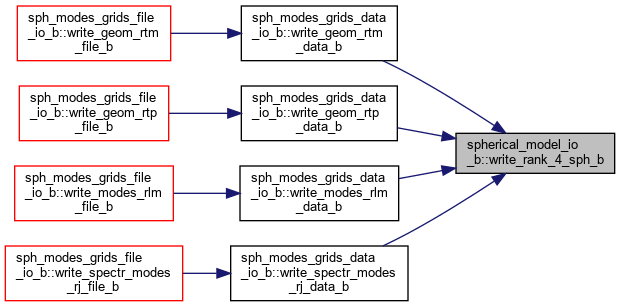 sph_modes_grids_file
_io_b::write_geom_rtm
_file_b
sph_modes_grids_data
_io_b::write_geom_rtm
_data_b
sph_modes_grids_file
_io_b::write_geom_rtp
_file_b
sph_modes_grids_data
_io_b::write_geom_rtp
_data_b
spherical_model_io
_b::write_rank_4_sph_b
sph_modes_grids_file
_io_b::write_modes_rlm
_file_b
sph_modes_grids_data
_io_b::write_modes_rlm
_data_b
sph_modes_grids_file
_io_b::write_spectr_modes
_rj_file_b
sph_modes_grids_data
_io_b::write_spectr_modes
_rj_data_b